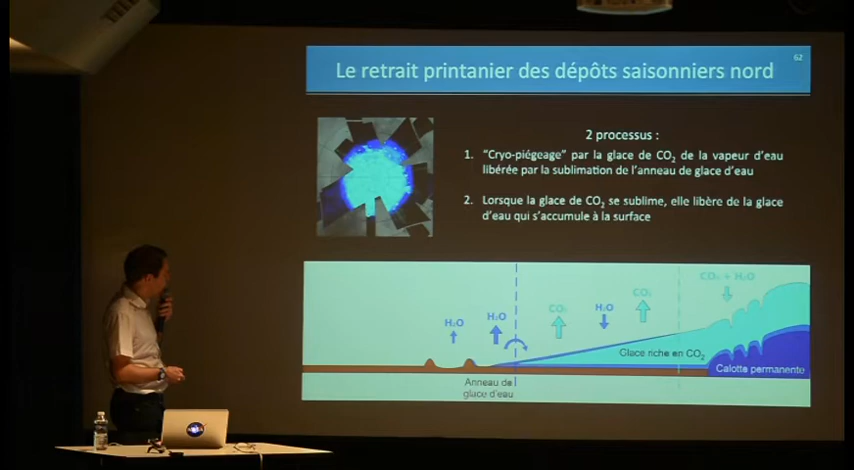 Le retrait printanier des dépôts saisonniers nord
62
2 processus :
1. "Cryo-piégeage" par la glace de CO₂ de la vapeur d'eau
libérée par la sublimation de l'anneau de glace d'eau
2. Lorsque la glace de CO₂ se sublime, elle libère de la glace
d'eau qui s'accumule à la surface
CO₂ + H₂O
CO₂
CO₂
H₂O
H₂O
H₂O
Glace riche en CO₂
Calotte permanente
Anneau de
glace d'eau
NASA